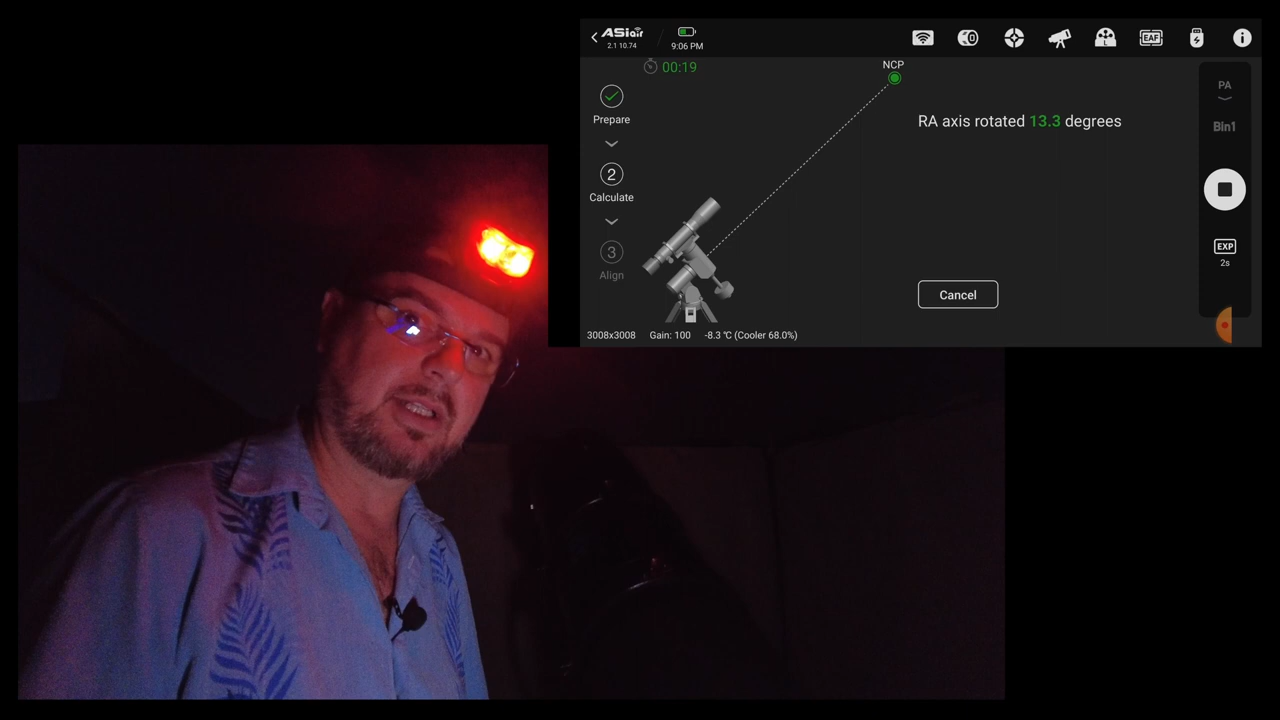 ASiair
2.1 10.74
9:06 PM
L
EAF
00:19
NCP
Prepare
RA axis rotated 13.3 degrees
PA
Bin1
2
Calculate
3
Align
EXP
2s
Cancel
3008x3008 Gain: 100 -8.3 ℃ (Cooler 68.0%)